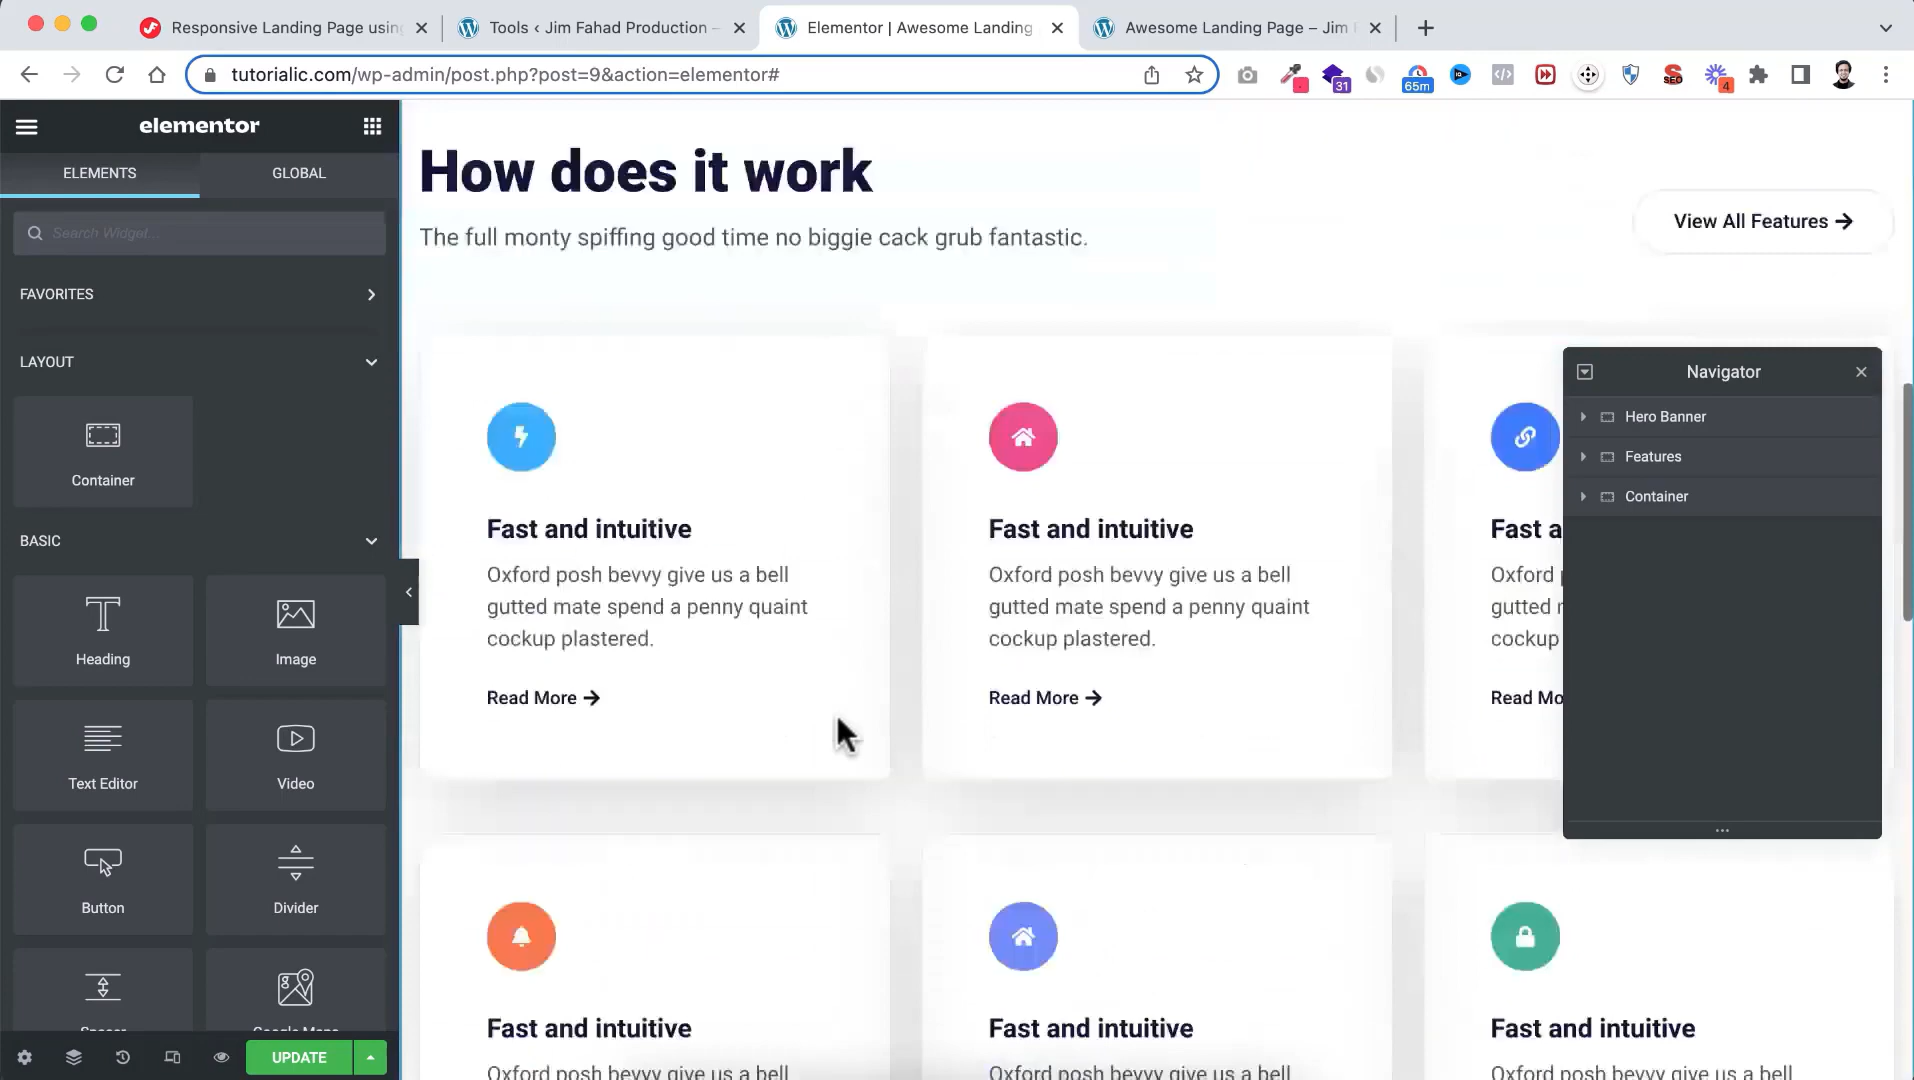 Responsive Landing Page using
Tools ‹ Jim Fahad Production –
Elementor | Awesome Landing
Awesome Landing Page – Jim
tutorialic.com/wp-admin/post.php?post=9&action=elementor#
31
65m
SEO
4
elementor
ELEMENTS
GLOBAL
Search Widget...
FAVORITES
LAYOUT
Container
BASIC
Heading
Image
Text Editor
Video
Button
Divider
Spacer
Google Maps
UPDATE
How does it work
The full monty spiffing good time no biggie cack grub fantastic.
View All Features
Fast and intuitive
Oxford posh bevvy give us a bell
gutted mate spend a penny quaint
cockup plastered.
Read More
Fast and intuitive
Oxford posh bevvy give us a bell
gutted mate spend a penny quaint
cockup plastered.
Read More
Fast a
Oxford
gutted
cockup
Read Mo
Navigator
Hero Banner
Features
Container
Fast and intuitive
Oxford posh bevvy give us a bell
Fast and intuitive
Oxford posh bevvy give us a bell
Fast and intuitive
Oxford posh bevvy give us a bell